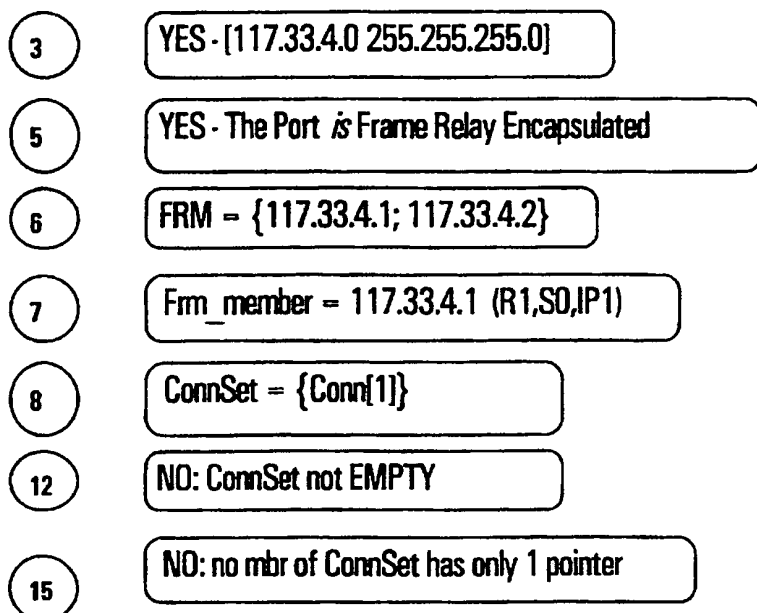 3 YES - [117.33.4.0 255.255.255.0]
5 YES - The Port is Frame Relay Encapsulated
6 FRM = {117.33.4.1; 117.33.4.2}
7 Frm_member = 117.33.4.1 (R1,S0,IP1)
8 ConnSet = {Conn[1]}
12 NO: ConnSet not EMPTY
15 NO: no mbr of ConnSet has only 1 pointer